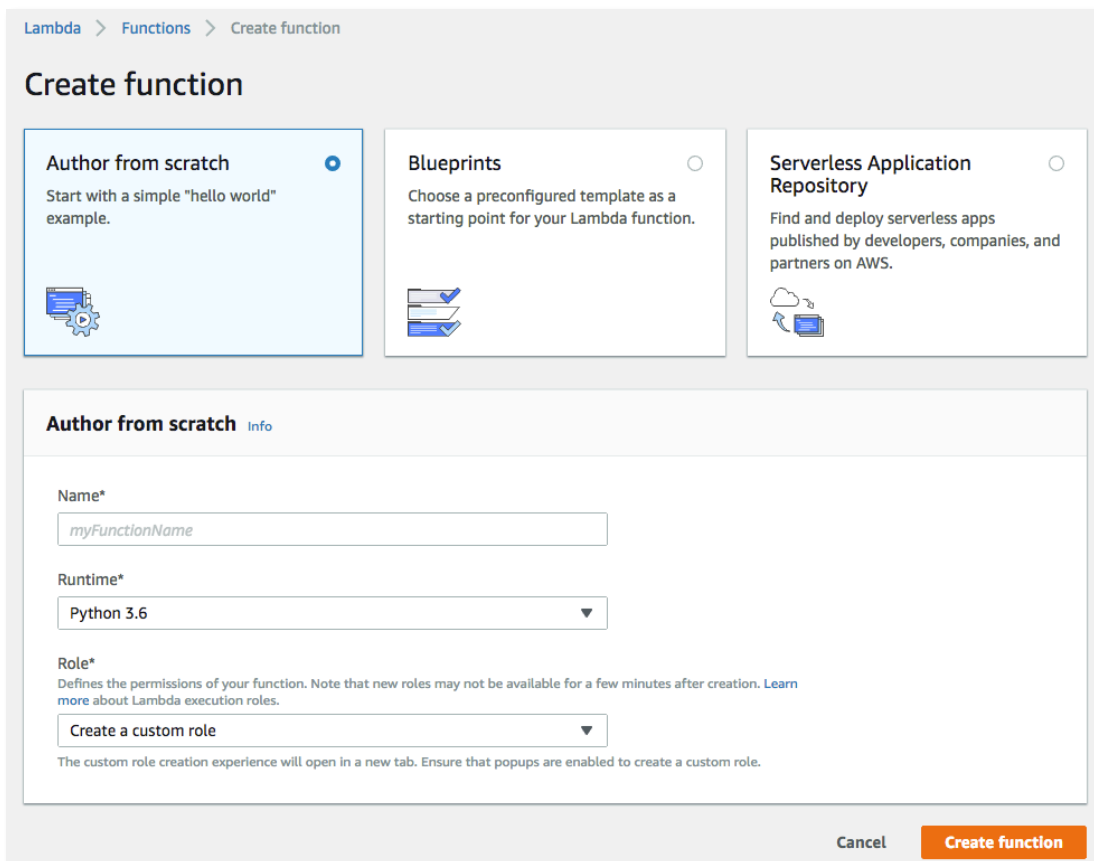 Lambda > Functions > Create function
Create function
Author from scratch
Start with a simple "hello world"
example.
Blueprints
Choose a preconfigured template as a
starting point for your Lambda function.
Serverless Application
Repository
Find and deploy serverless apps
published by developers, companies, and
partners on AWS.
Author from scratch Info
Name*
myFunctionName
Runtime*
Python 3.6
Role*
Defines the permissions of your function. Note that new roles may not be available for a few minutes after creation. Learn
more about Lambda execution roles.
Create a custom role
The custom role creation experience will open in a new tab. Ensure that popups are enabled to create a custom role.
Cancel Create function